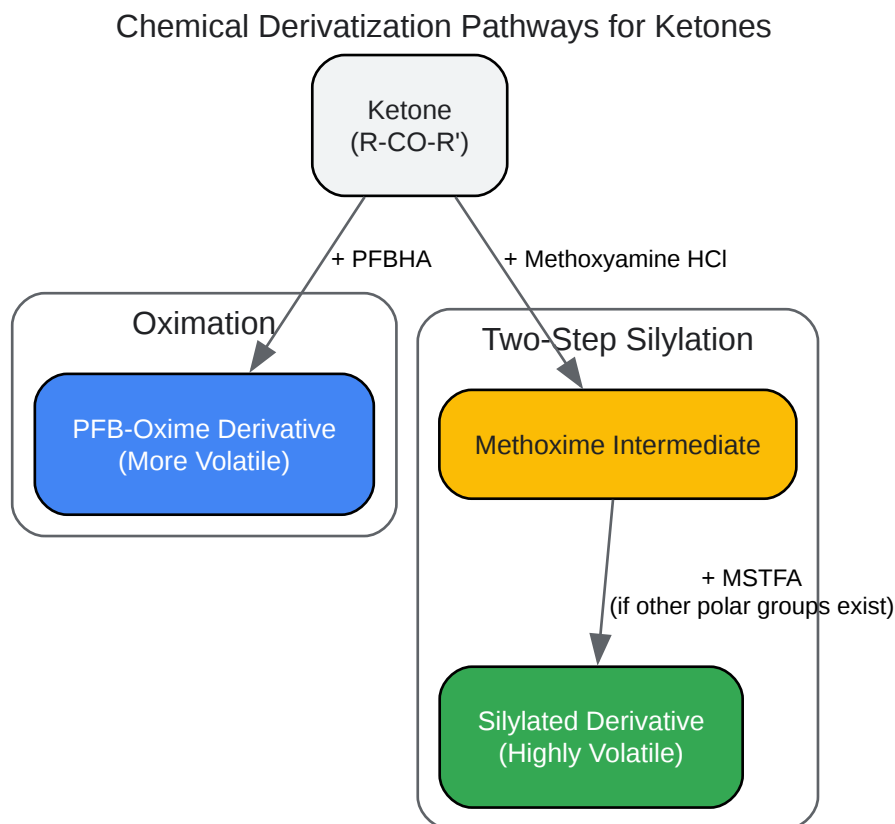 Chemical Derivatization Pathways for Ketones
Ketone
(R-CO-R')
+ PFBHA
+ Methoxyamine HCl
Oximation
Two-Step Silylation
PFB-Oxime Derivative
(More Volatile)
Methoxime Intermediate
+ MSTFA
(if other polar groups exist)
Silylated Derivative
(Highly Volatile)